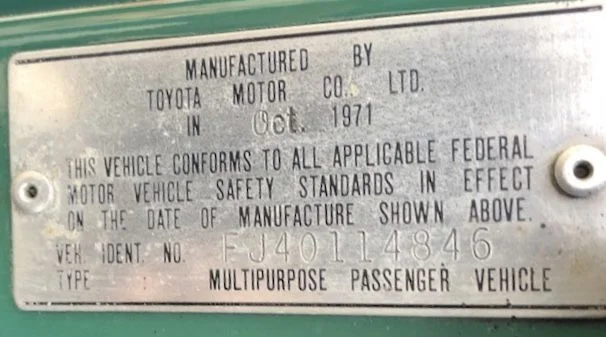 MANUFACTURED BY
TOYOTA MOTOR CO., LTD.
IN Oct. 1971
THIS VEHICLE CONFORMS TO ALL APPLICABLE FEDERAL
MOTOR VEHICLE SAFETY STANDARDS IN EFFECT
ON THE DATE OF MANUFACTURE SHOWN ABOVE.
VEH. IDENT. NO. FJ40114846
TYPE : MULTIPURPOSE PASSENGER VEHICLE